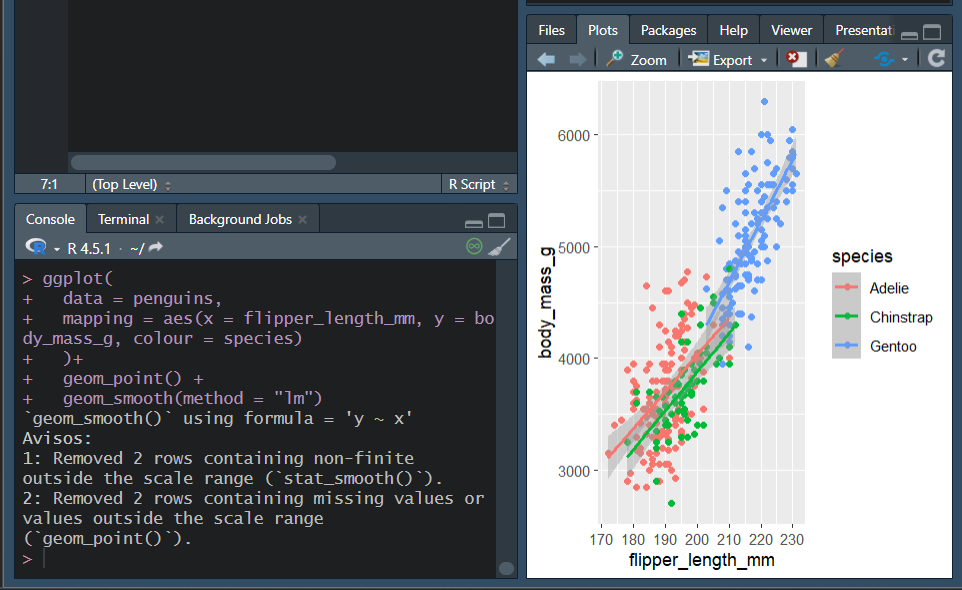 7:1 (Top Level) R Script
Console Terminal Background Jobs
R 4.5.1 · ~/
> ggplot(
+   data = penguins,
+   mapping = aes(x = flipper_length_mm, y = bo
dy_mass_g, colour = species)
+   )+
+   geom_point() +
+   geom_smooth(method = "lm")
`geom_smooth()` using formula = 'y ~ x'
Avisos:
1: Removed 2 rows containing non-finite
outside the scale range (`stat_smooth()`).
2: Removed 2 rows containing missing values or
values outside the scale range
(`geom_point()`).
>
Files Plots Packages Help Viewer Presentati
Zoom Export
body_mass_g
6000
5000
4000
3000
170 180 190 200 210 220 230
flipper_length_mm
species
Adelie
Chinstrap
Gentoo